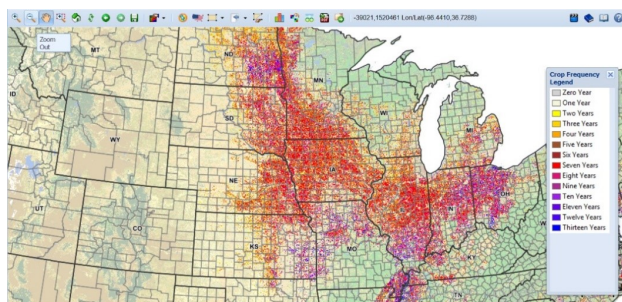 -39021,1520461 Lon/Lat(-96.4410,36.7288)
Zoom
Out
MT
ND
MN
ID
WI
SD
MI
WY
IA
NE
OH
UT
IL
IN
CO
KS
MO
KY
TN
Crop Frequency
Legend
Zero Year
One Year
Two Years
Three Years
Four Years
Five Years
Six Years
Seven Years
Eight Years
Nine Years
Ten Years
Eleven Years
Twelve Years
Thirteen Years